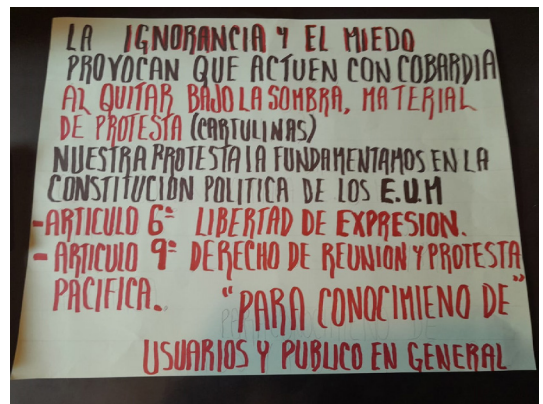 LA IGNORANCIA Y EL MIEDO
PROVOCAN QUE ACTUEN CON COBARDIA
AL QUITAR BAJO LA SOMBRA, MATERIAL
DE PROTESTA (CARTULINAS)
NUESTRA PROTESTA LA FUNDAMENTAMOS EN LA
CONSTITUCIÓN POLITICA DE LOS E.U.M
-ARTICULO 6º LIBERTAD DE EXPRESION.
- ARTICULO 9º DERECHO DE REUNION Y PROTESTA
PACIFICA. "PARA CONOCIMIENO DE"
USUARIOS Y PUBLICO EN GENERAL